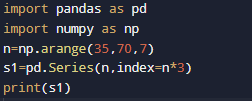 import pandas as pd
import numpy as np
n=np.arange(35,70,7)
s1=pd.Series(n,index=n*3)
print(s1)